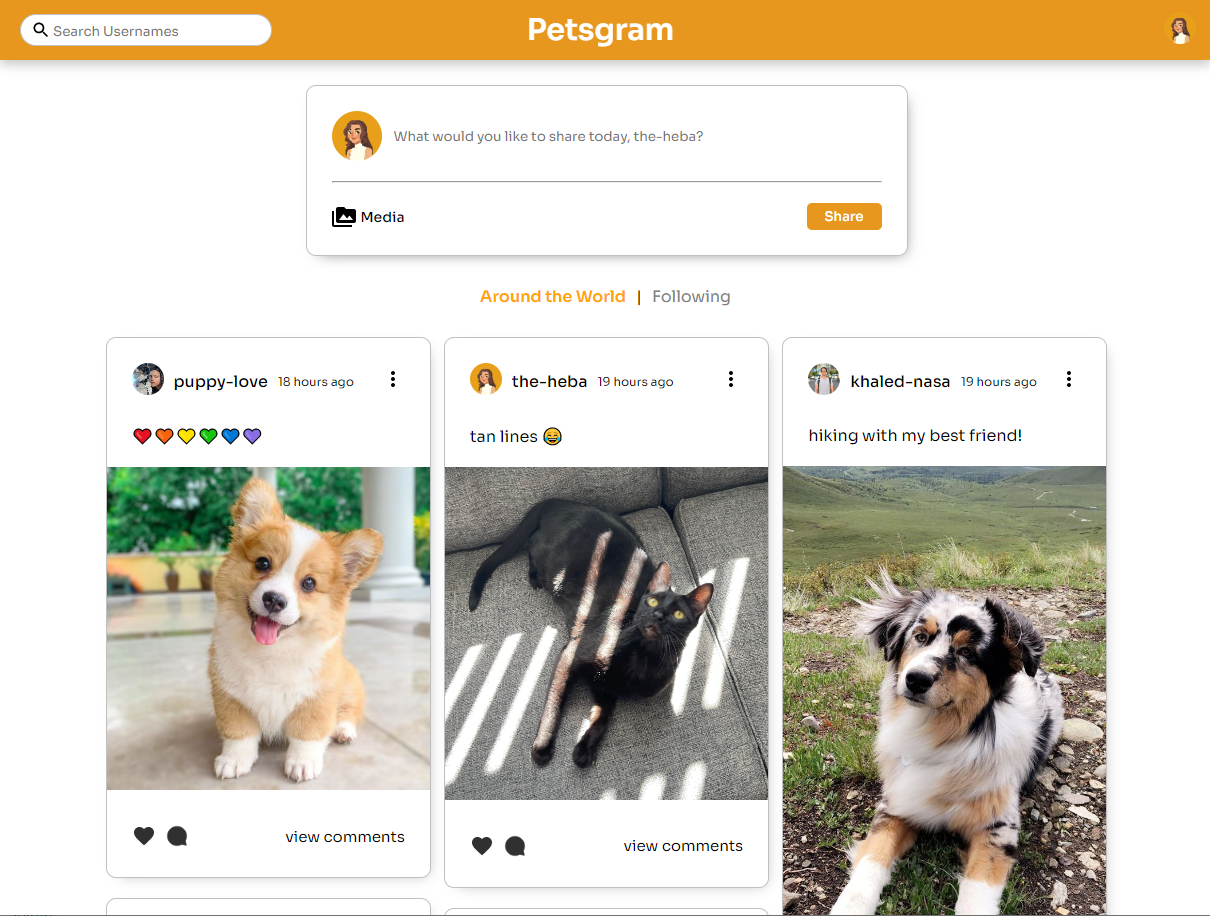 Search Usernames
Petsgram
What would you like to share today, the-heba?
Media
Share
Around the World | Following
puppy-love 18 hours ago
❤️🧡💛💚💙💜
view comments
the-heba 19 hours ago
tan lines 😂
view comments
khaled-nasa 19 hours ago
hiking with my best friend!